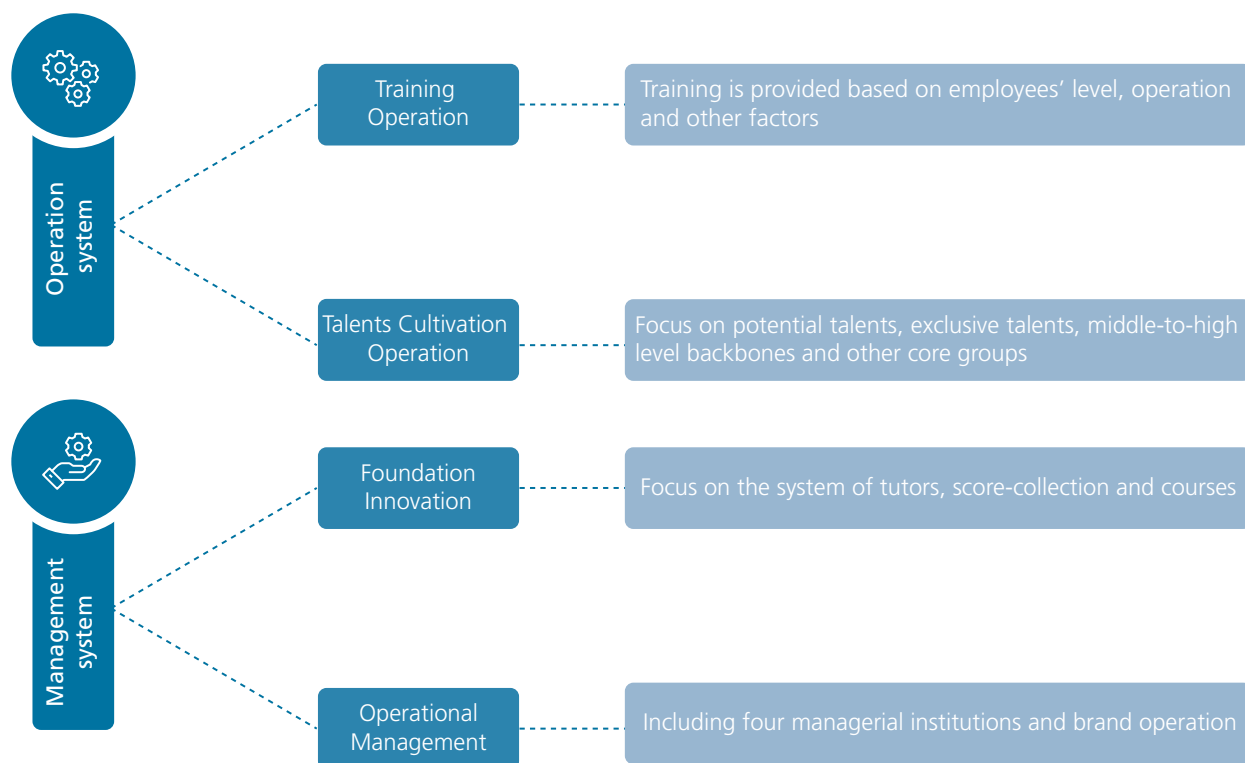 Operation
system
Training
Operation
Training is provided based on employees’ level, operation
and other factors
Talents Cultivation
Operation
Focus on potential talents, exclusive talents, middle-to-high
level backbones and other core groups
Management
system
Foundation
Innovation
Focus on the system of tutors, score-collection and courses
Operational
Management
Including four managerial institutions and brand operation